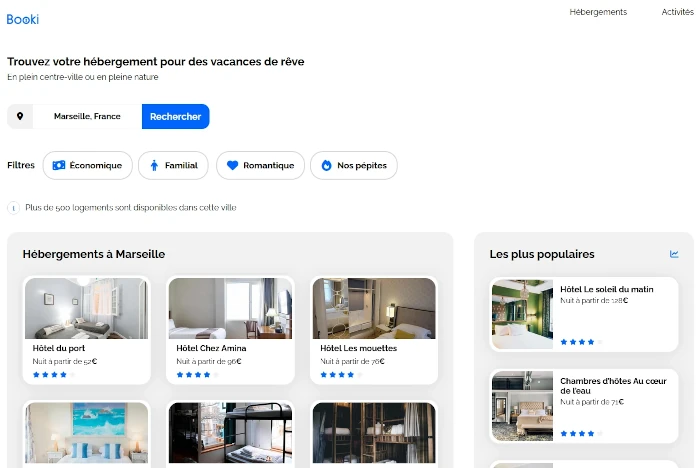 Booki
Hébergements
Activités
Trouvez votre hébergement pour des vacances de rêve
En plein centre-ville ou en pleine nature
Marseille, France
Rechercher
Filtres
Économique
Familial
Romantique
Nos pépites
i
Plus de 500 logements sont disponibles dans cette ville
Hébergements à Marseille
Hôtel du port
Nuit à partir de 52€
Hôtel Chez Amina
Nuit à partir de 96€
Hôtel Les mouettes
Nuit à partir de 76€
Les plus populaires
Hôtel Le soleil du matin
Nuit à partir de 128€
Chambres d'hôtes Au cœur
de l'eau
Nuit à partir de 71€